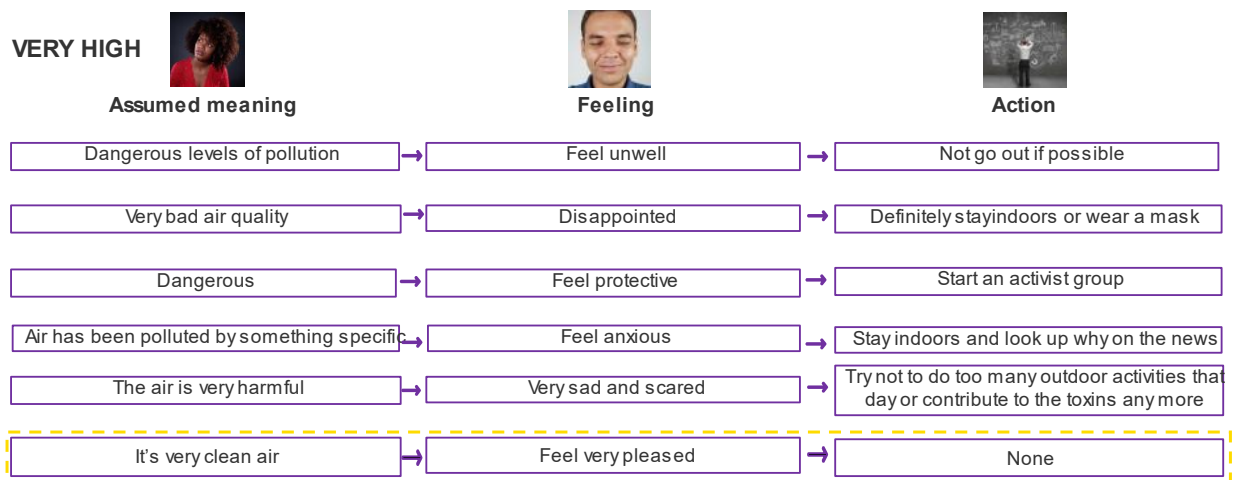 VERY HIGH
Assumed meaning
Feeling
Action
Dangerous levels of pollution
Feel unwell
Not go out if possible
Very bad air quality
Disappointed
Definitely stay indoors or wear a mask
Dangerous
Feel protective
Start an activist group
Air has been polluted by something specific
Feel anxious
Stay indoors and look up why on the news
The air is very harmful
Very sad and scared
Try not to do too many outdoor activities that
day or contribute to the toxins any more
It's very clean air
Feel very pleased
None